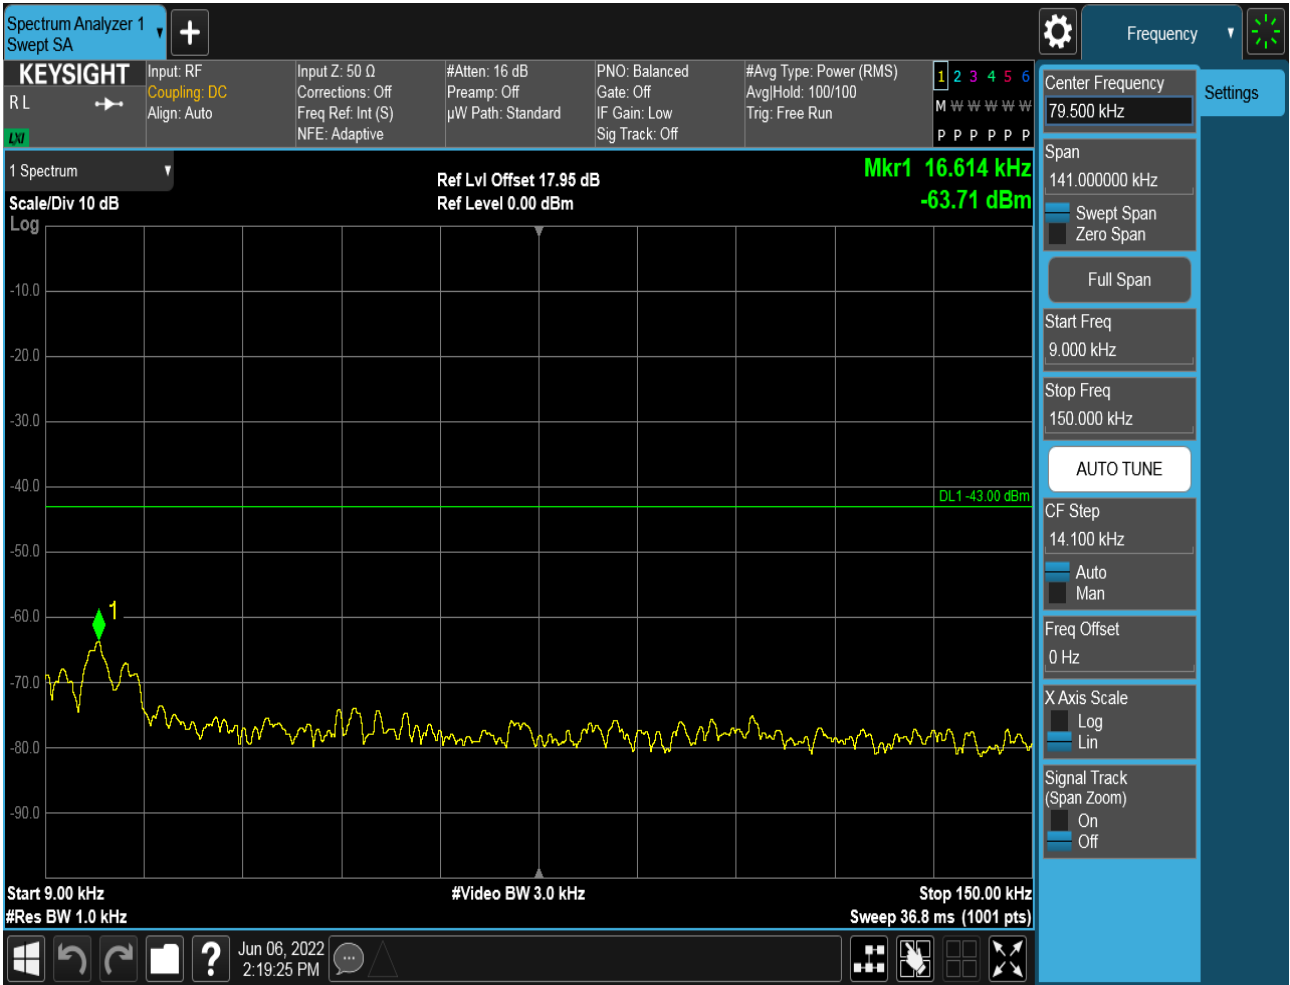 Spectrum Analyzer 1
Swept SA
Frequency
KEYSIGHT
R L
LXI
Input: RF
Coupling: DC
Align: Auto
Input Z: 50 Ω
Corrections: Off
Freq Ref: Int (S)
NFE: Adaptive
#Atten: 16 dB
Preamp: Off
µW Path: Standard
PNO: Balanced
Gate: Off
IF Gain: Low
Sig Track: Off
#Avg Type: Power (RMS)
Avg|Hold: 100/100
Trig: Free Run
1 2 3 4 5 6
M W W W W W
P P P P P P
1 Spectrum
Scale/Div 10 dB
Log
Ref Lvl Offset 17.95 dB
Ref Level 0.00 dBm
Mkr1 16.614 kHz
-63.71 dBm
-10.0
-20.0
-30.0
-40.0
DL1 -43.00 dBm
-50.0
-60.0
1
-70.0
-80.0
-90.0
Start 9.00 kHz
#Res BW 1.0 kHz
#Video BW 3.0 kHz
Stop 150.00 kHz
Sweep 36.8 ms (1001 pts)
Center Frequency
79.500 kHz
Span
141.000000 kHz
Swept Span
Zero Span
Full Span
Start Freq
9.000 kHz
Stop Freq
150.000 kHz
AUTO TUNE
CF Step
14.100 kHz
Auto
Man
Freq Offset
0 Hz
X Axis Scale
Log
Lin
Signal Track
(Span Zoom)
On
Off
Settings
?
Jun 06, 2022
2:19:25 PM